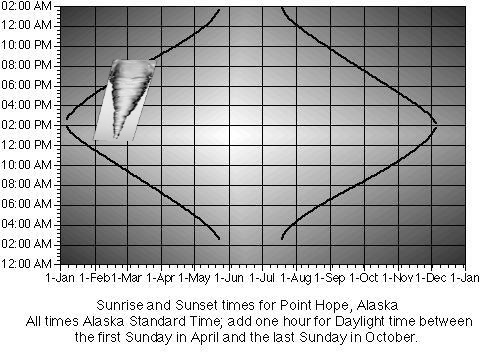 02:00 AM
12:00 AM
10:00 PM
08:00 PM
06:00 PM
04:00 PM
02:00 PM
12:00 PM
10:00 AM
08:00 AM
06:00 AM
04:00 AM
02:00 AM
12:00 AM
1-Jan 1-Feb 1-Mar 1-Apr 1-May 1-Jun 1-Jul 1-Aug 1-Sep 1-Oct 1-Nov 1-Dec 1-Jan
Sunrise and Sunset times for Point Hope, Alaska
All times Alaska Standard Time; add one hour for Daylight time between
the first Sunday in April and the last Sunday in October.